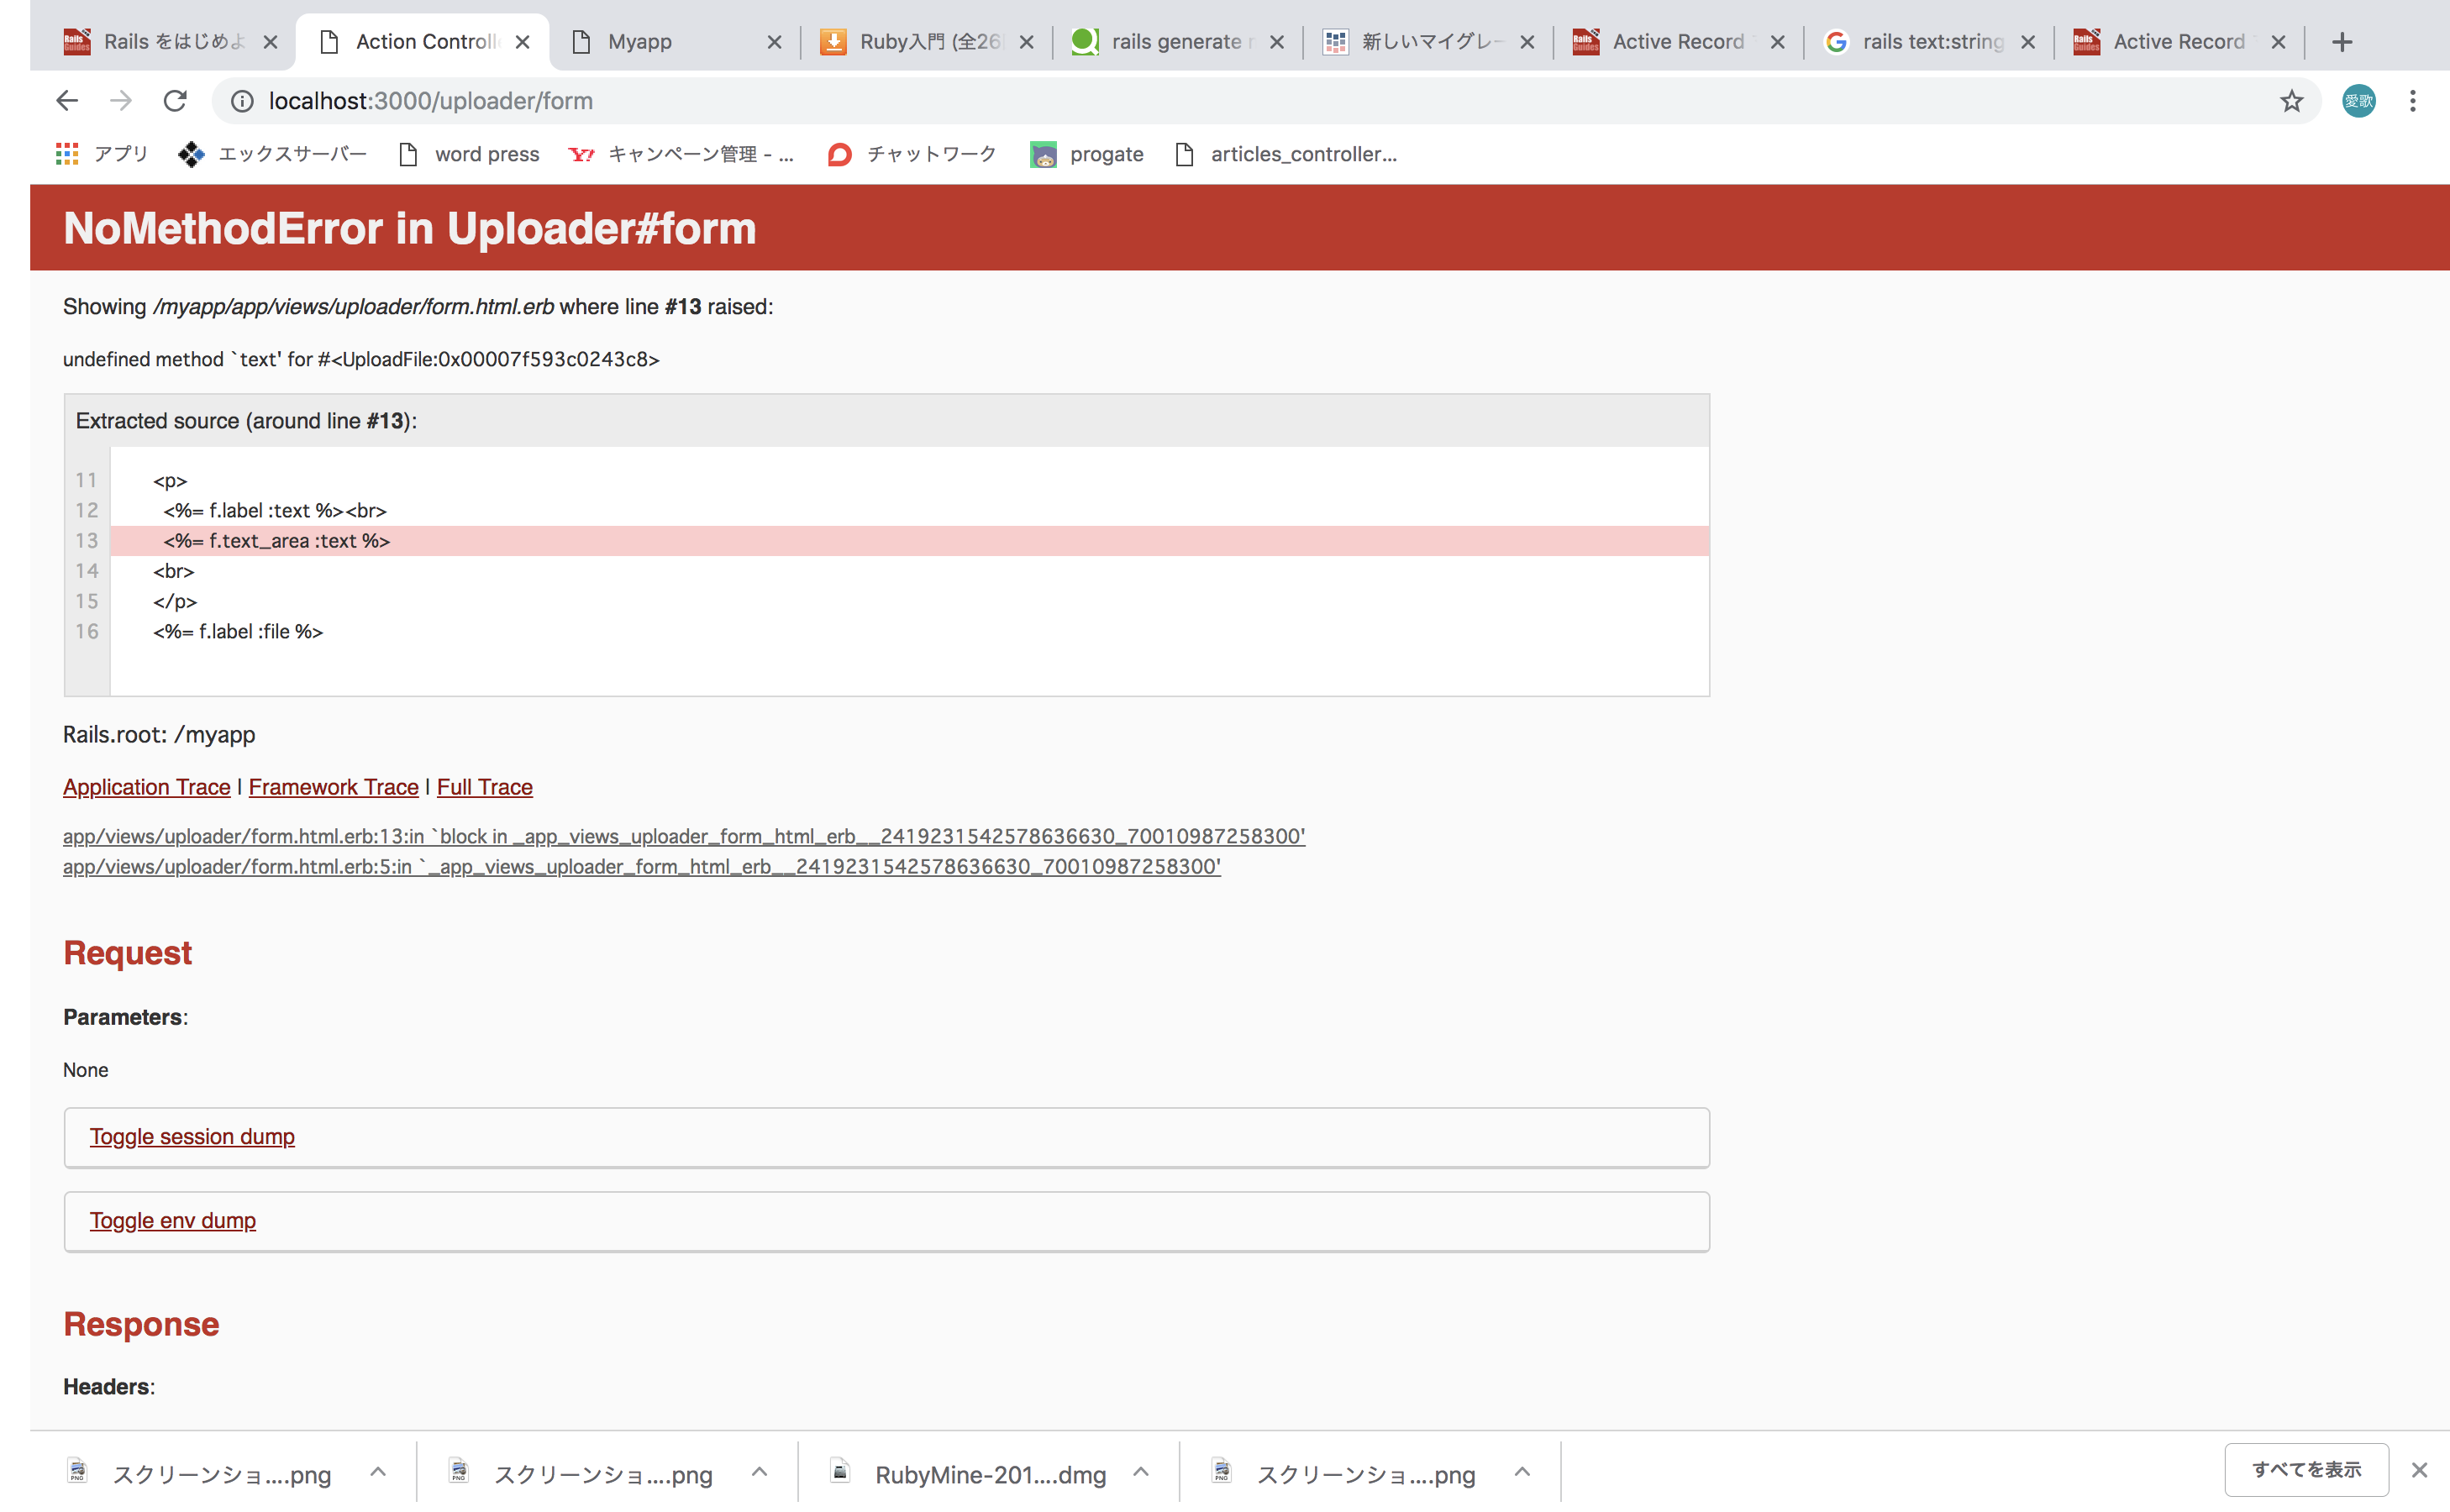 Rails をはじめよ
Action Controll
Myapp
Ruby入門 (全26
rails generate
新しいマイグレー
Active Record
rails text:string
Active Record
localhost:3000/uploader/form
愛歌
アプリ
エックスサーバー
word press
キャンペーン管理 - ...
チャットワーク
progate
articles_controller...
NoMethodError in Uploader#form
Showing /myapp/app/views/uploader/form.html.erb where line #13 raised:
undefined method `text' for #<UploadFile:0x00007f593c0243c8>
Extracted source (around line #13):
11 <p>
12 <%= f.label :text %><br>
13 <%= f.text_area :text %>
14 <br>
15 </p>
16 <%= f.label :file %>
Rails.root: /myapp
Application Trace | Framework Trace | Full Trace
app/views/uploader/form.html.erb:13:in `block in _app_views_uploader_form_html_erb__2419231542578636630_70010987258300'
app/views/uploader/form.html.erb:5:in `_app_views_uploader_form_html_erb__2419231542578636630_70010987258300'
Request
Parameters:
None
Toggle session dump
Toggle env dump
Response
Headers:
スクリーンショ....png
スクリーンショ....png
RubyMine-201....dmg
スクリーンショ....png
すべてを表示